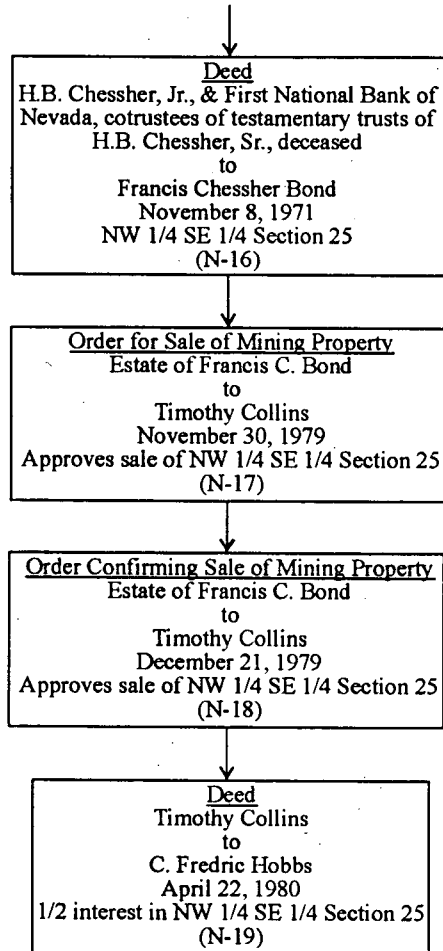 Deed
H.B. Chessher, Jr., & First National Bank of
Nevada, cotrustees of testamentary trusts of
H.B. Chessher, Sr., deceased
to
Francis Chessher Bond
November 8, 1971
NW 1/4 SE 1/4 Section 25
(N-16)
Order for Sale of Mining Property
Estate of Francis C. Bond
to
Timothy Collins
November 30, 1979
Approves sale of NW 1/4 SE 1/4 Section 25
(N-17)
Order Confirming Sale of Mining Property
Estate of Francis C. Bond
to
Timothy Collins
December 21, 1979
Approves sale of NW 1/4 SE 1/4 Section 25
(N-18)
Deed
Timothy Collins
to
C. Fredric Hobbs
April 22, 1980
1/2 interest in NW 1/4 SE 1/4 Section 25
(N-19)